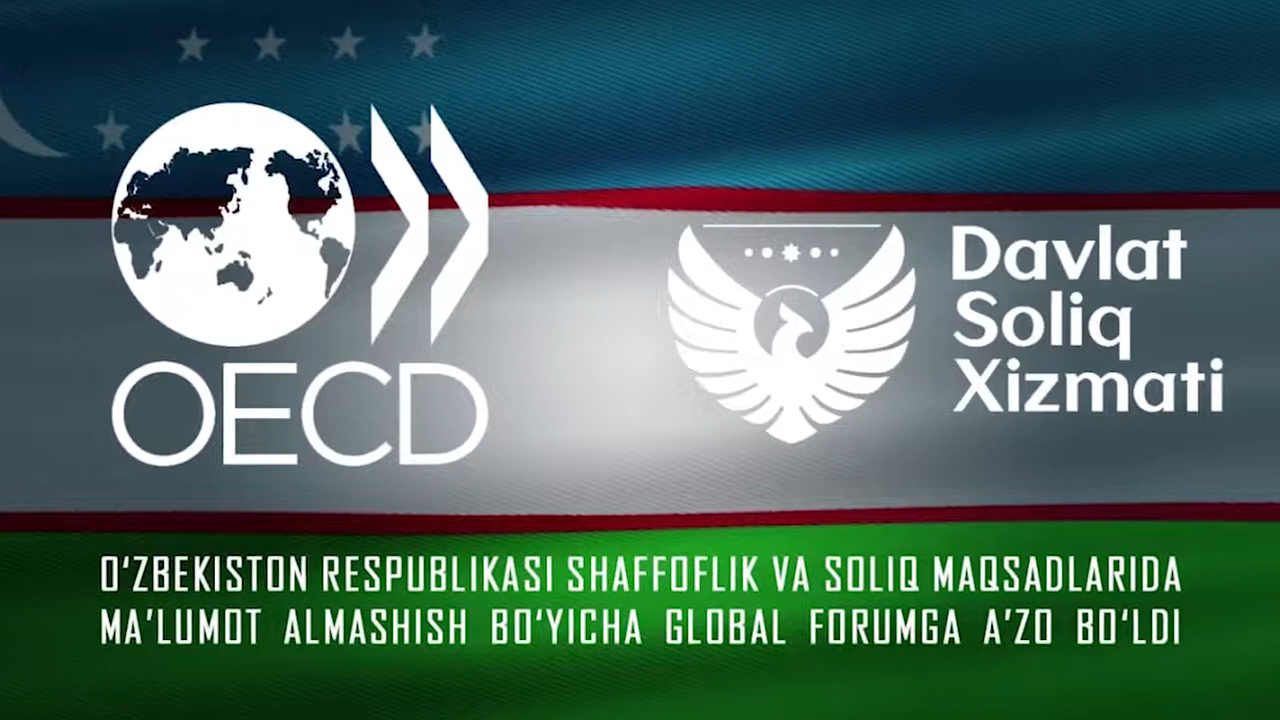 OECD
Davlat
Soliq
Xizmati
O‘ZBEKISTON RESPUBLIKASI SHAFFOFLIK VA SOLIQ MAQSADLARIDA
MA’LUMOT ALMASHISH BO‘YICHA GLOBAL FORUMGA A’ZO BO‘LDI